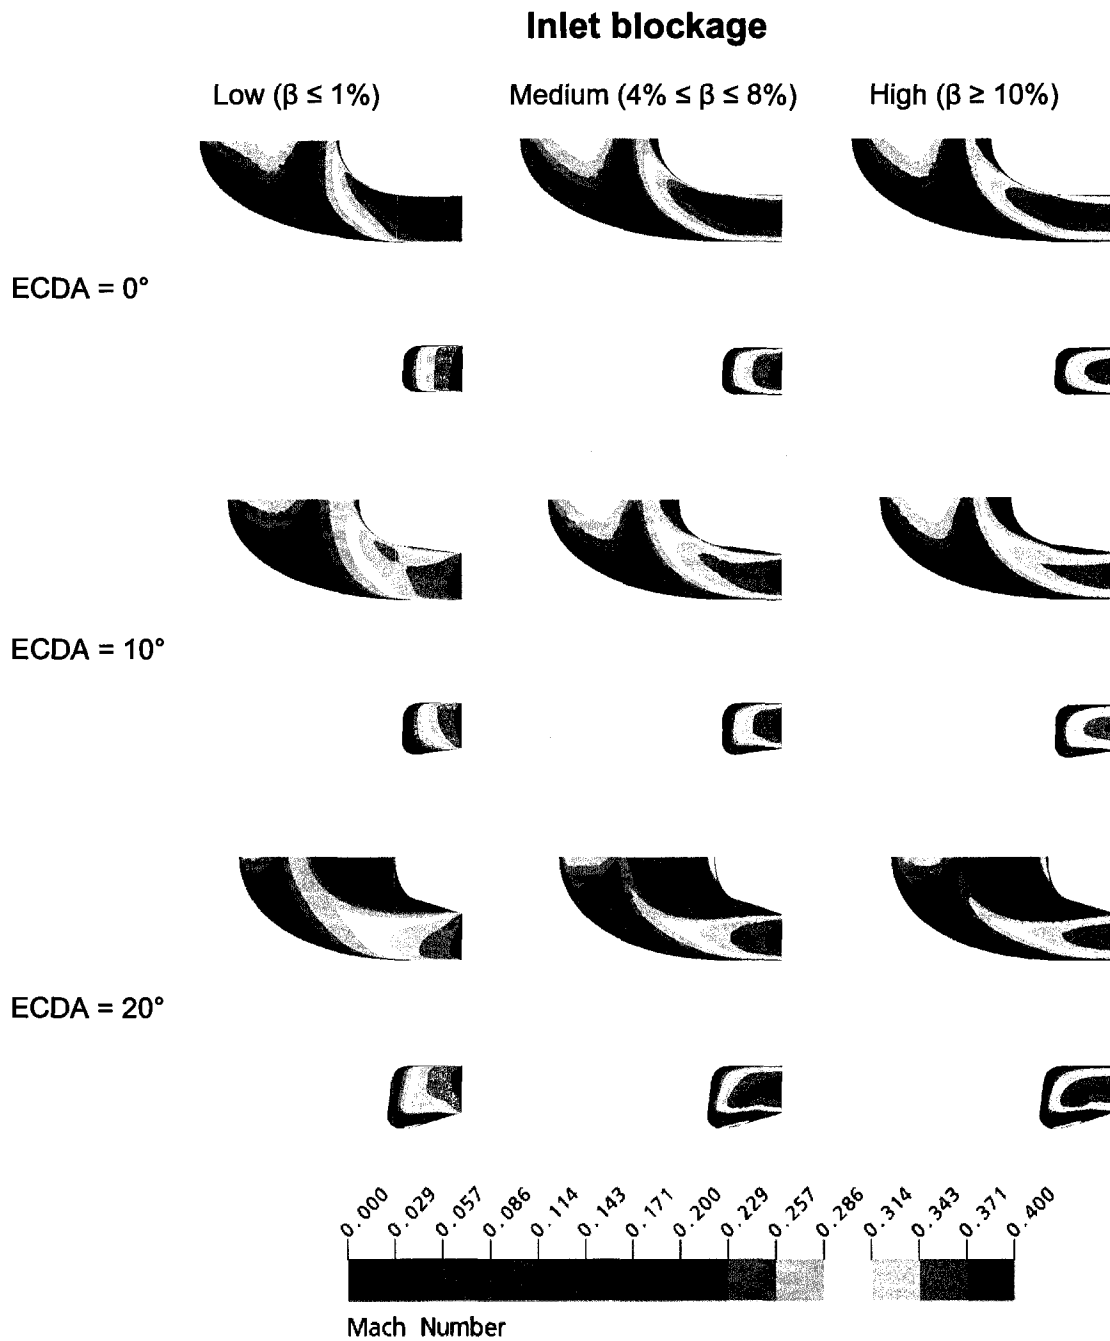 Inlet blockage
Low (β ≤ 1%) Medium (4% ≤ β ≤ 8%) High (β ≥ 10%)
ECDA = 0°
ECDA = 10°
ECDA = 20°
0.000 0.029 0.057 0.086 0.114 0.143 0.171 0.200 0.229 0.257 0.286 0.314 0.343 0.371 0.400
Mach Number